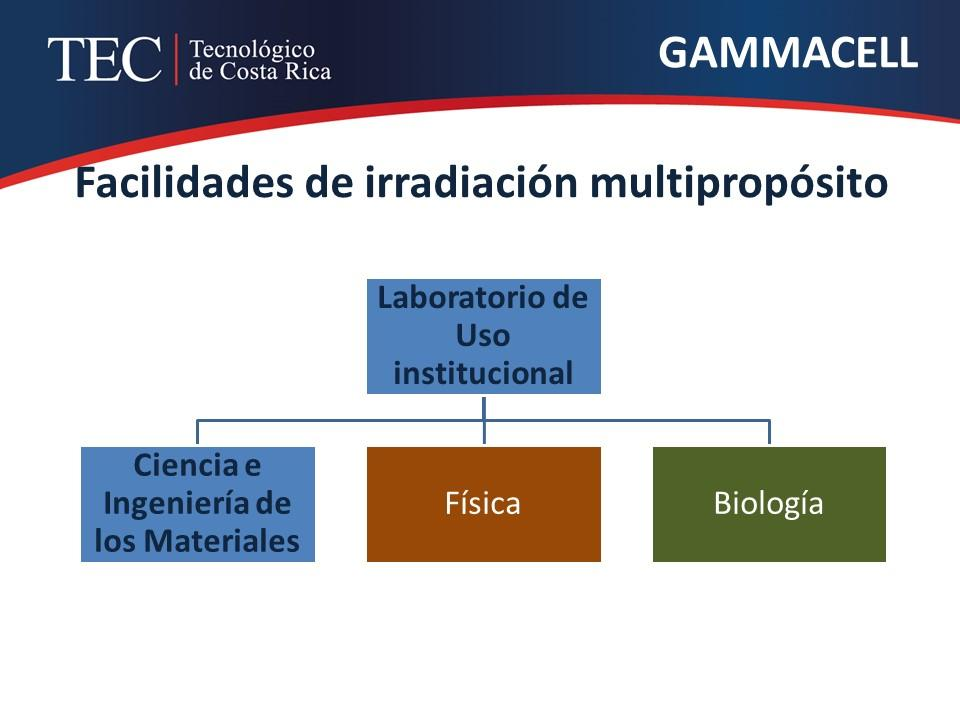 TEC
Tecnológico
de Costa Rica
GAMMACELL
Facilidades de irradiación multipropósito
Laboratorio de
Uso
institucional
Ciencia e
Ingeniería de
los Materiales
Física
Biología